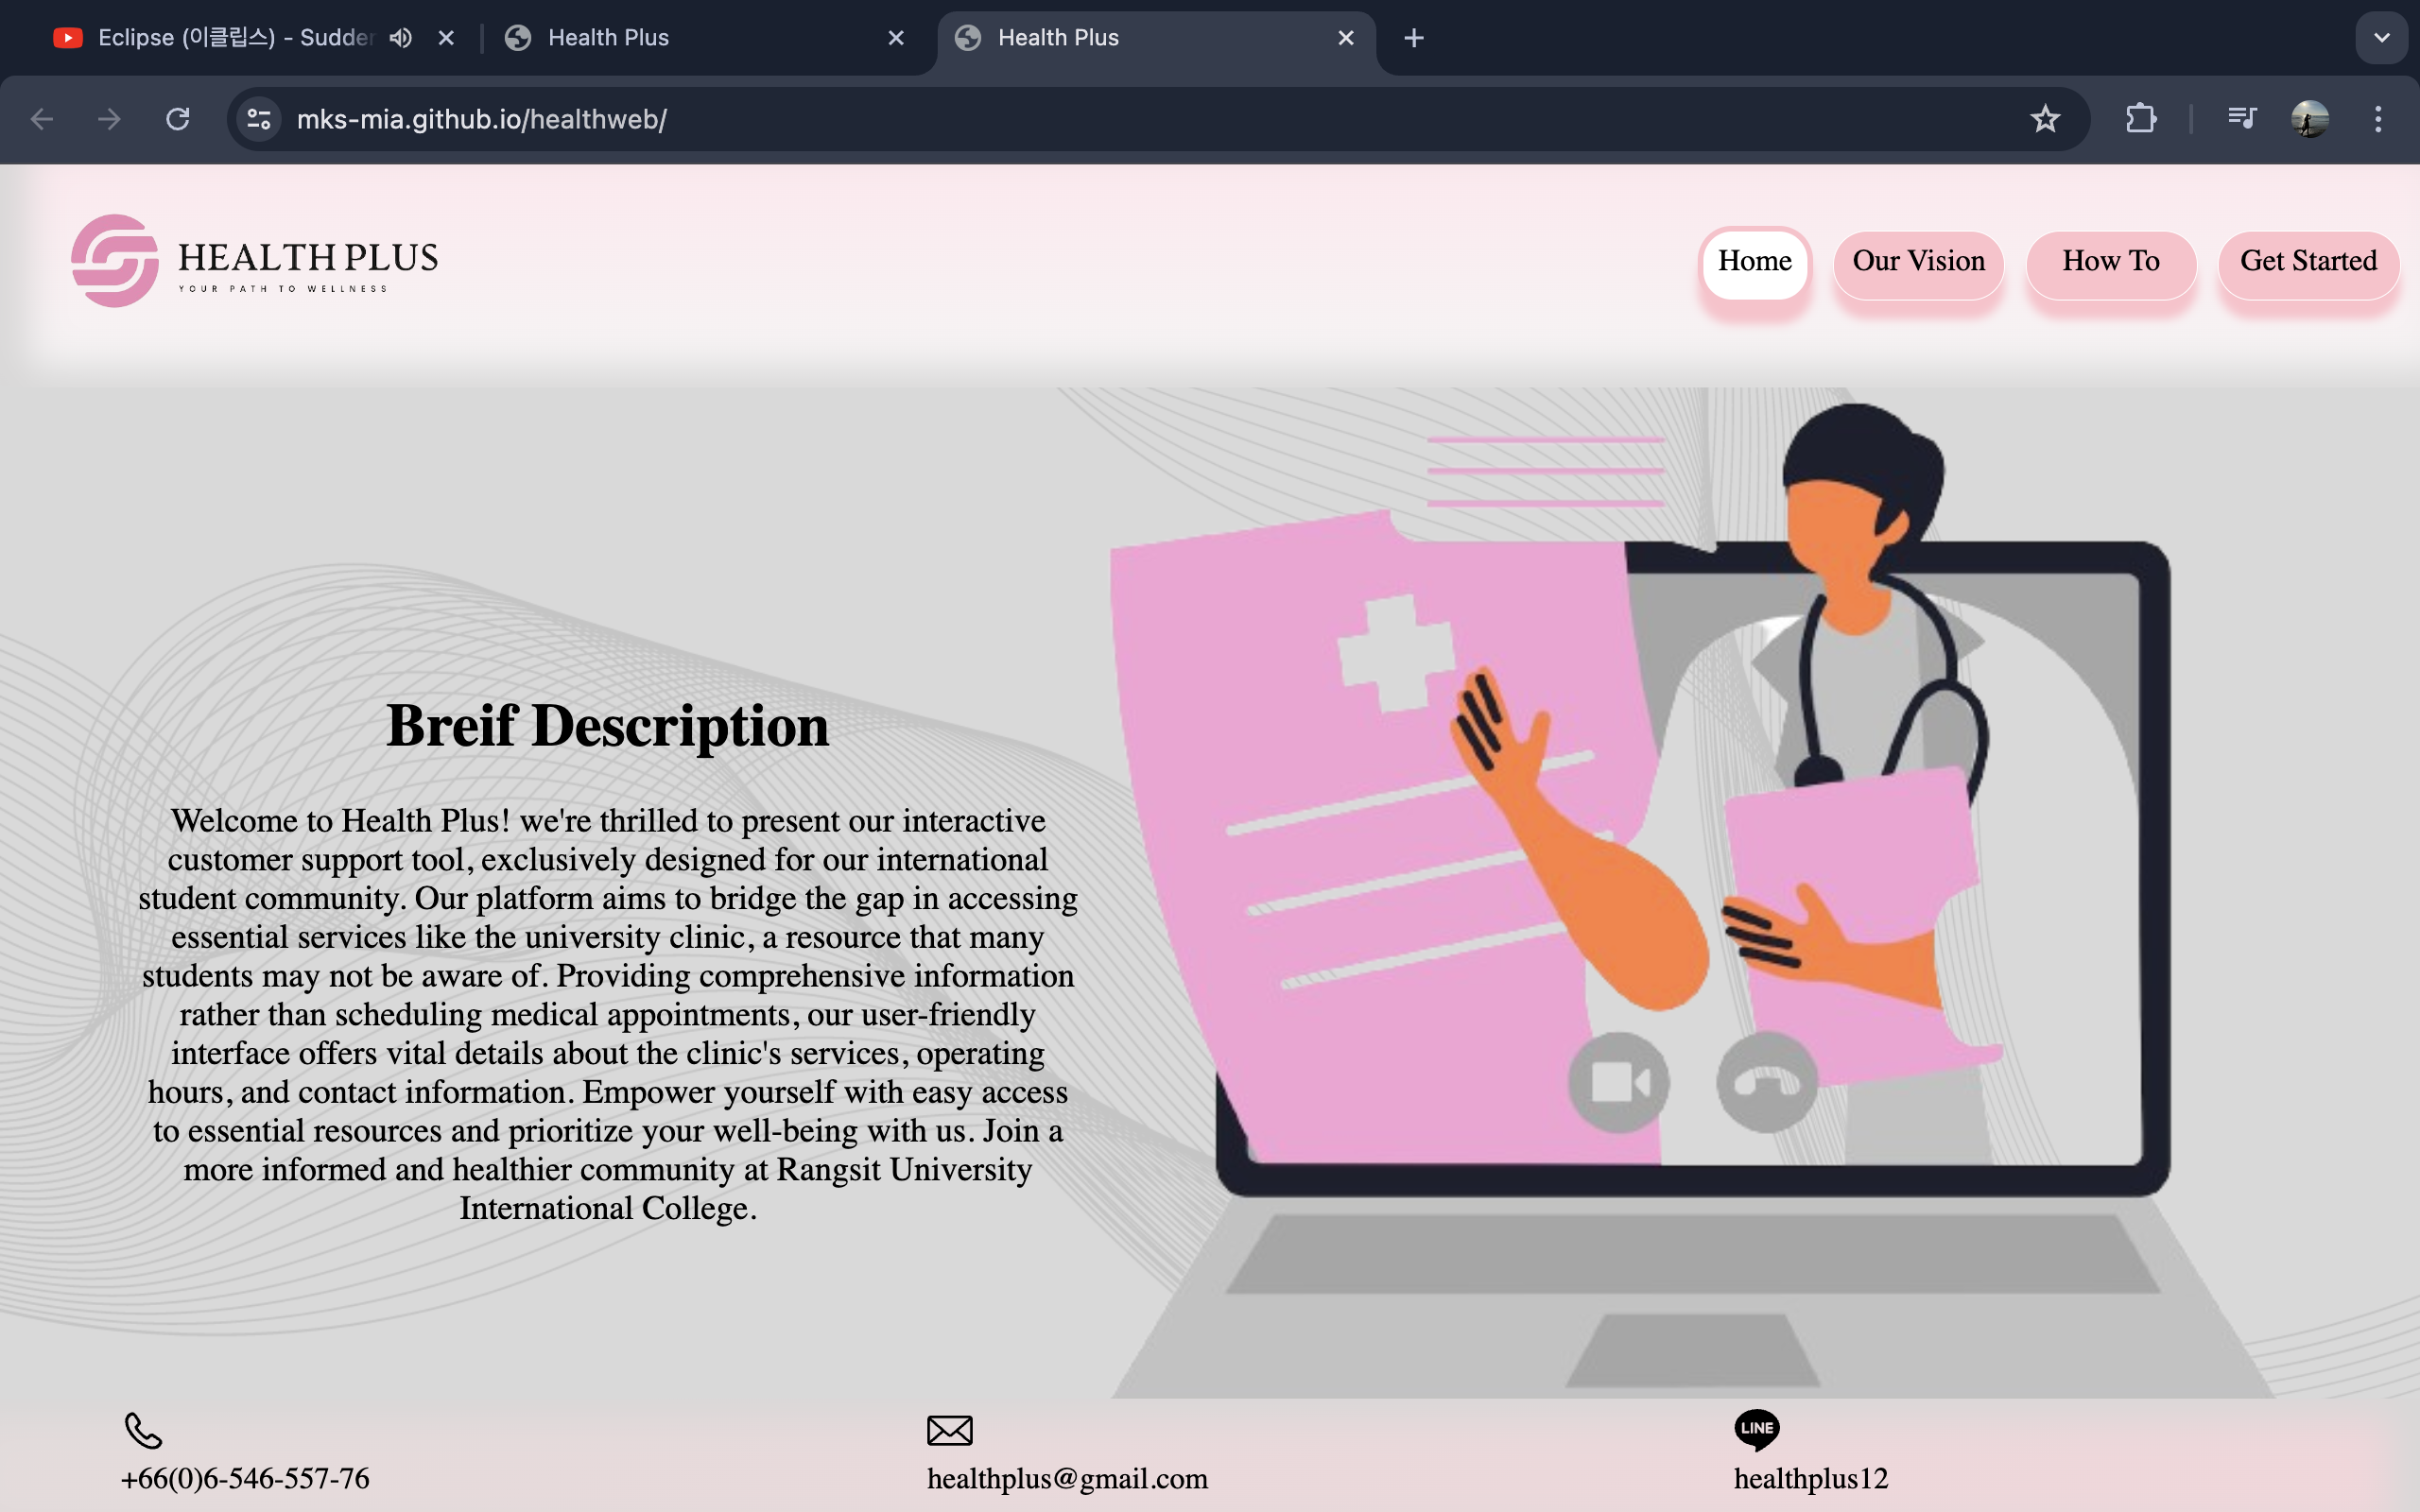 Eclipse (이클립스) - Sudder
Health Plus
Health Plus
mks-mia.github.io/healthweb/
HEALTH PLUS
YOUR PATH TO WELLNESS
Home
Our Vision
How To
Get Started
Breif Description
Welcome to Health Plus! we're thrilled to present our interactive
customer support tool, exclusively designed for our international
student community. Our platform aims to bridge the gap in accessing
essential services like the university clinic, a resource that many
students may not be aware of. Providing comprehensive information
rather than scheduling medical appointments, our user-friendly
interface offers vital details about the clinic's services, operating
hours, and contact information. Empower yourself with easy access
to essential resources and prioritize your well-being with us. Join a
more informed and healthier community at Rangsit University
International College.
LINE
+66(0)6-546-557-76
healthplus@gmail.com
healthplus12